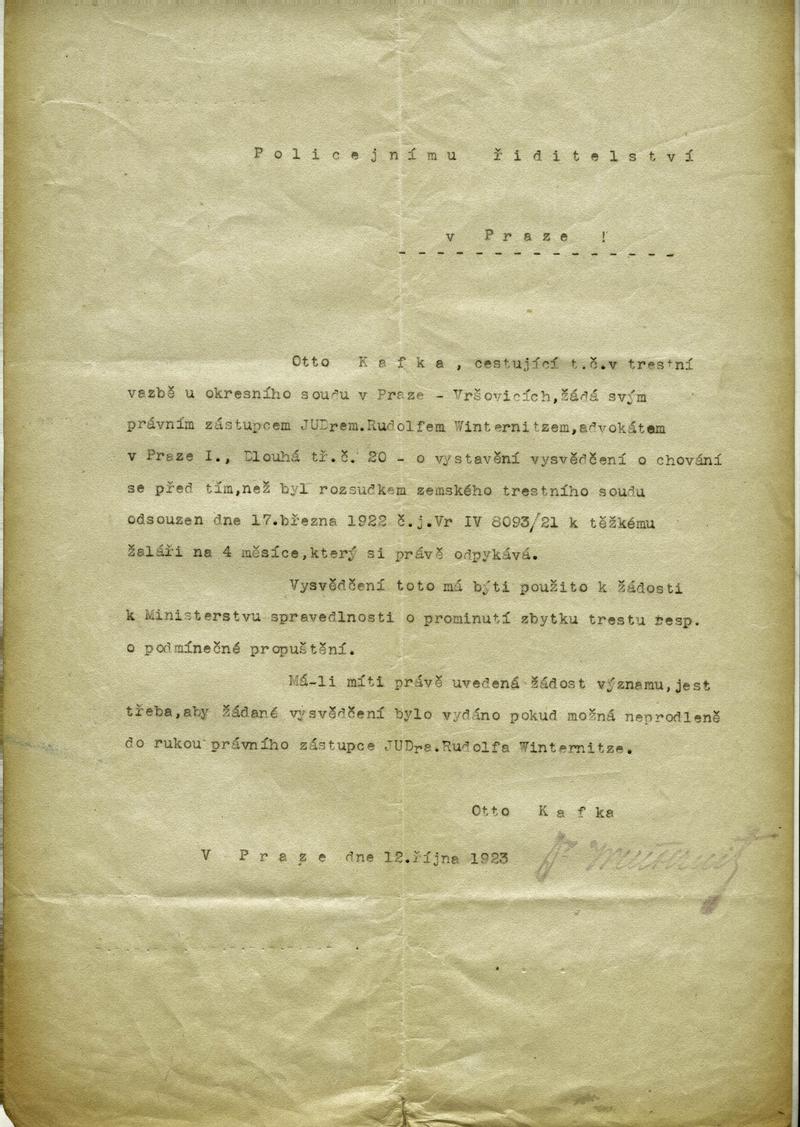 Policejnímu řiditelství
v Praze !
Otto Kafka, cestující t.č.v trestní
vazbě u okresního soudu v Praze - Vršovicích,žádá svým
právním zástupcem JUDrem.Rudolfem Winternitzem,advokátem
v Praze I., Dlouhá tř.č. 20 - o vystavění vysvědčení o chování
se před tím,než byl rozsudkem zemského trestního soudu
odsouzen dne 17.března 1922 č.j.Vr IV 8093/21 k těžkému
žaláři na 4 měsíce,který si právě odpykává.
Vysvědčení toto má býti použito k žádosti
k Ministerstvu spravedlnosti o prominutí zbytku trestu resp.
o podmínečné propuštění.
Má-li míti právě uvedená žádost významu,jest
třeba,aby žádané vysvědčení bylo vydáno pokud možná neprodleně
do rukou právního zástupce JUDra.Rudolfa Winternitze.
Otto Kafka
V Praze dne 12.října 1923
Dr Winternitz